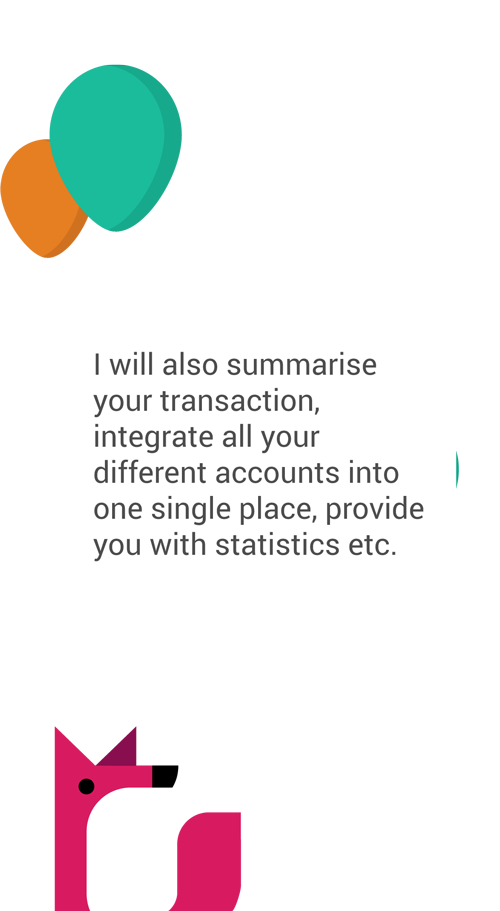 I will also summarise
your transaction,
integrate all your
different accounts into
one single place, provide
you with statistics etc.